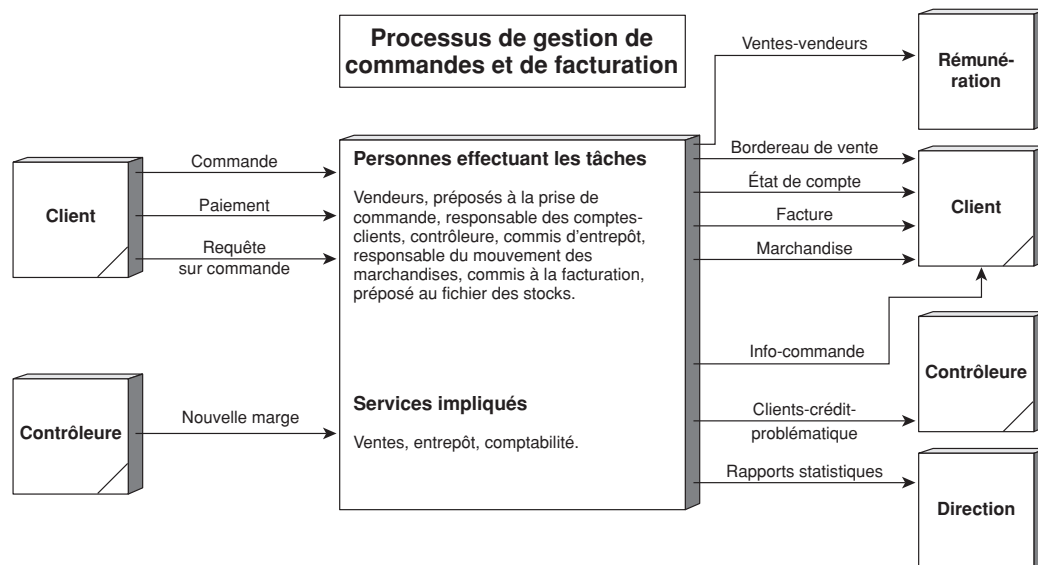 Processus de gestion de
commandes et de facturation
Ventes-vendeurs
Rémuné-
ration
Client
Commande
Paiement
Requête
sur commande
Personnes effectuant les tâches
Vendeurs, préposés à la prise de
commande, responsable des comptes-
clients, contrôleure, commis d'entrepôt,
responsable du mouvement des
marchandises, commis à la facturation,
préposé au fichier des stocks.
Bordereau de vente
État de compte
Facture
Marchandise
Client
Info-commande
Contrôleure
Nouvelle marge
Services impliqués
Ventes, entrepôt, comptabilité.
Clients-crédit-
problématique
Contrôleure
Rapports statistiques
Direction